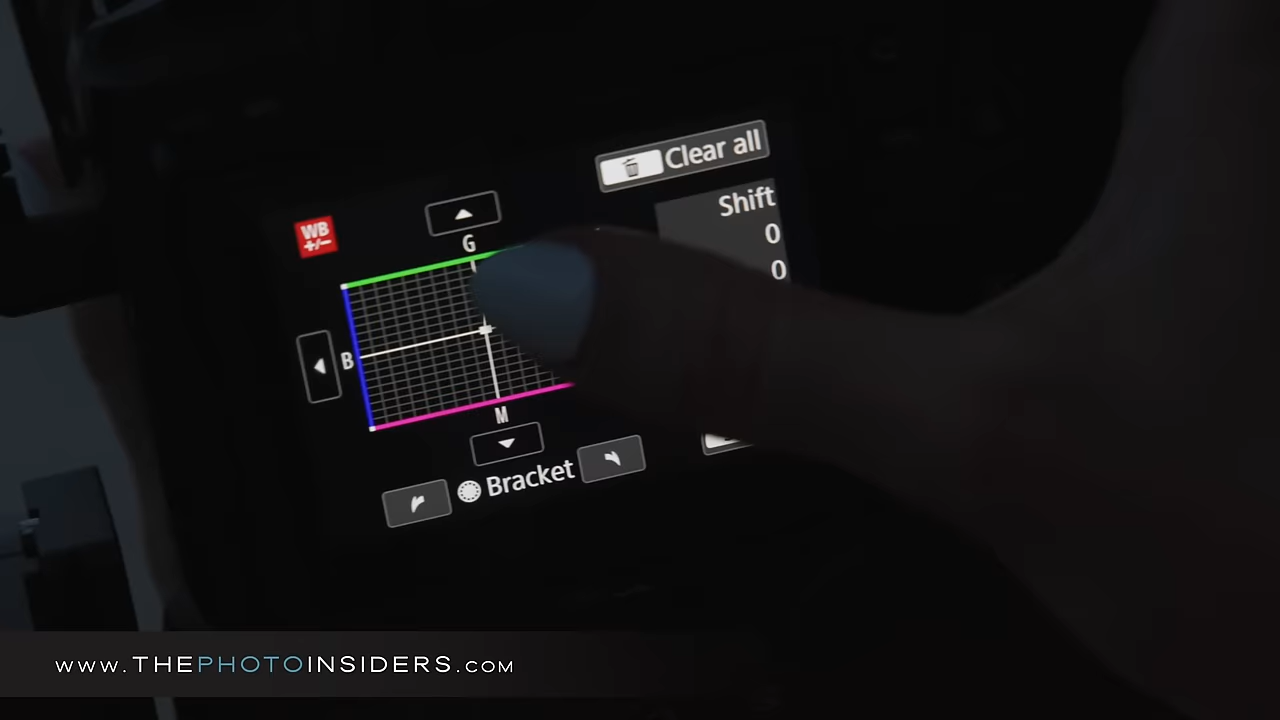 Clear all
WB
+/-
Shift
G
0
0
B
M
Bracket
www.THEPHOTOINSIDERS.com